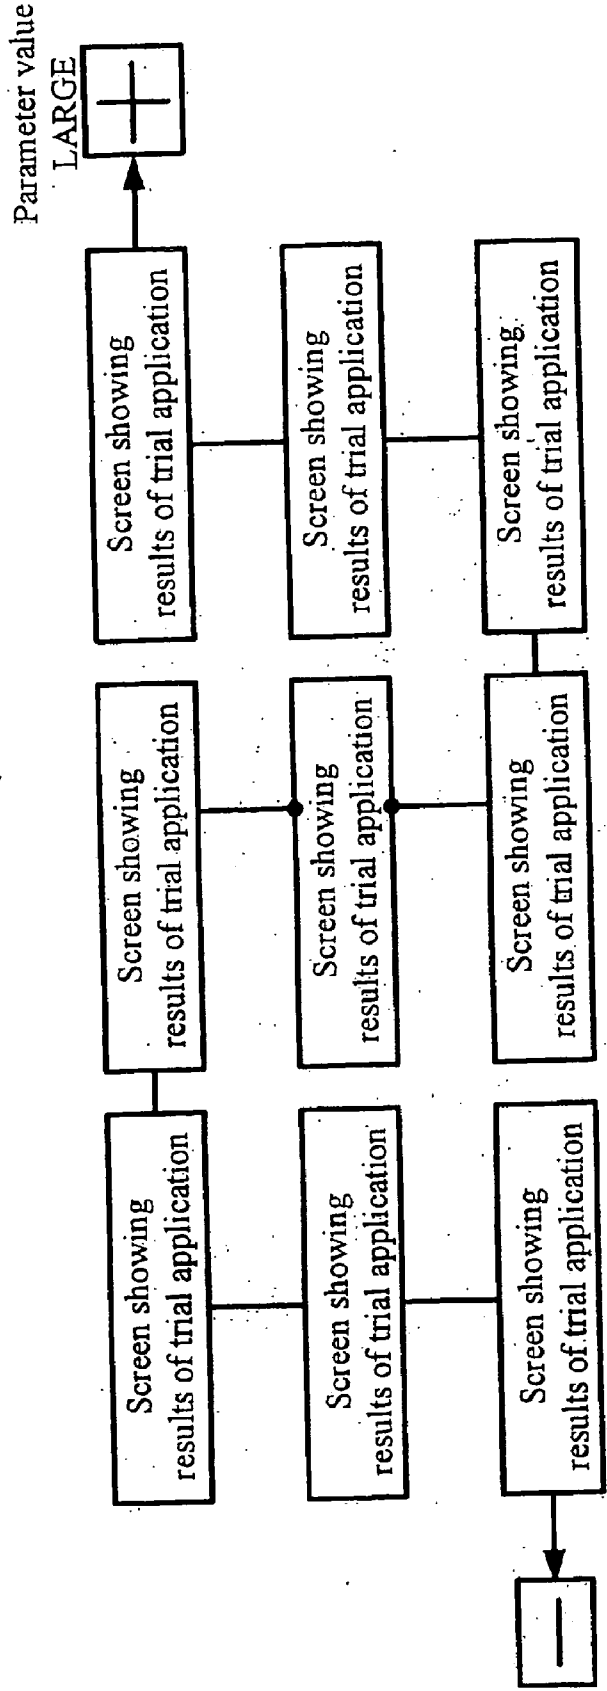 Parameter value
LARGE
+
Screen showing
results of trial application
Screen showing
results of trial application
Screen showing
results of trial application
Screen showing
results of trial application
Screen showing
results of trial application
Screen showing
results of trial application
Screen showing
results of trial application
Screen showing
results of trial application
Screen showing
results of trial application
−